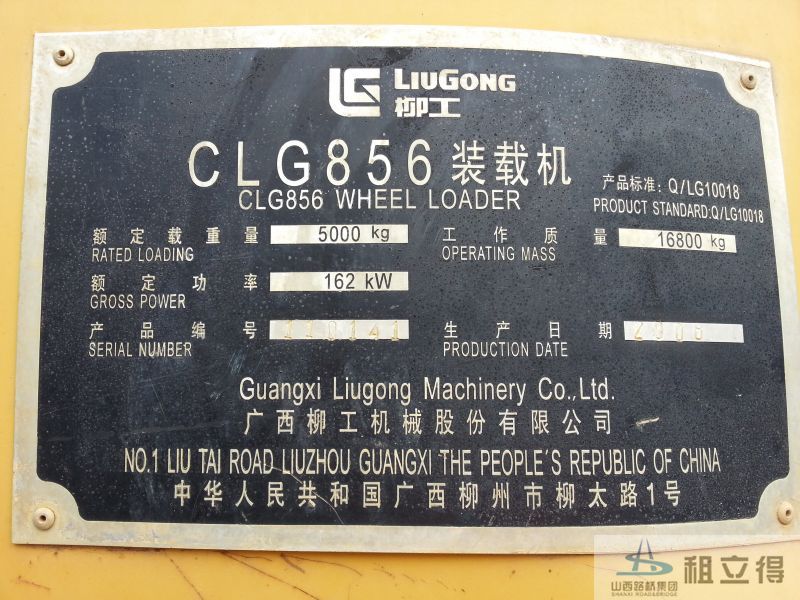 LIUGONG
柳工
CLG856 装载机
CLG856 WHEEL LOADER
产品标准: Q/LG10018
PRODUCT STANDARD:Q/LG10018
额定载重量 5000 kg 工作质量 16800 kg
RATED LOADING OPERATING MASS
额定功率 162 kW
GROSS POWER
产品编号 110141 生产日期
SERIAL NUMBER PRODUCTION DATE
Guangxi Liugong Machinery Co.,Ltd.
广西柳工机械股份有限公司
NO.1 LIU TAI ROAD LIUZHOU GUANGXI THE PEOPLE'S REPUBLIC OF CHINA
中华人民共和国广西柳州市柳太路1号
山西路桥集团 租立得
SHANXI ROAD&BRIDGE